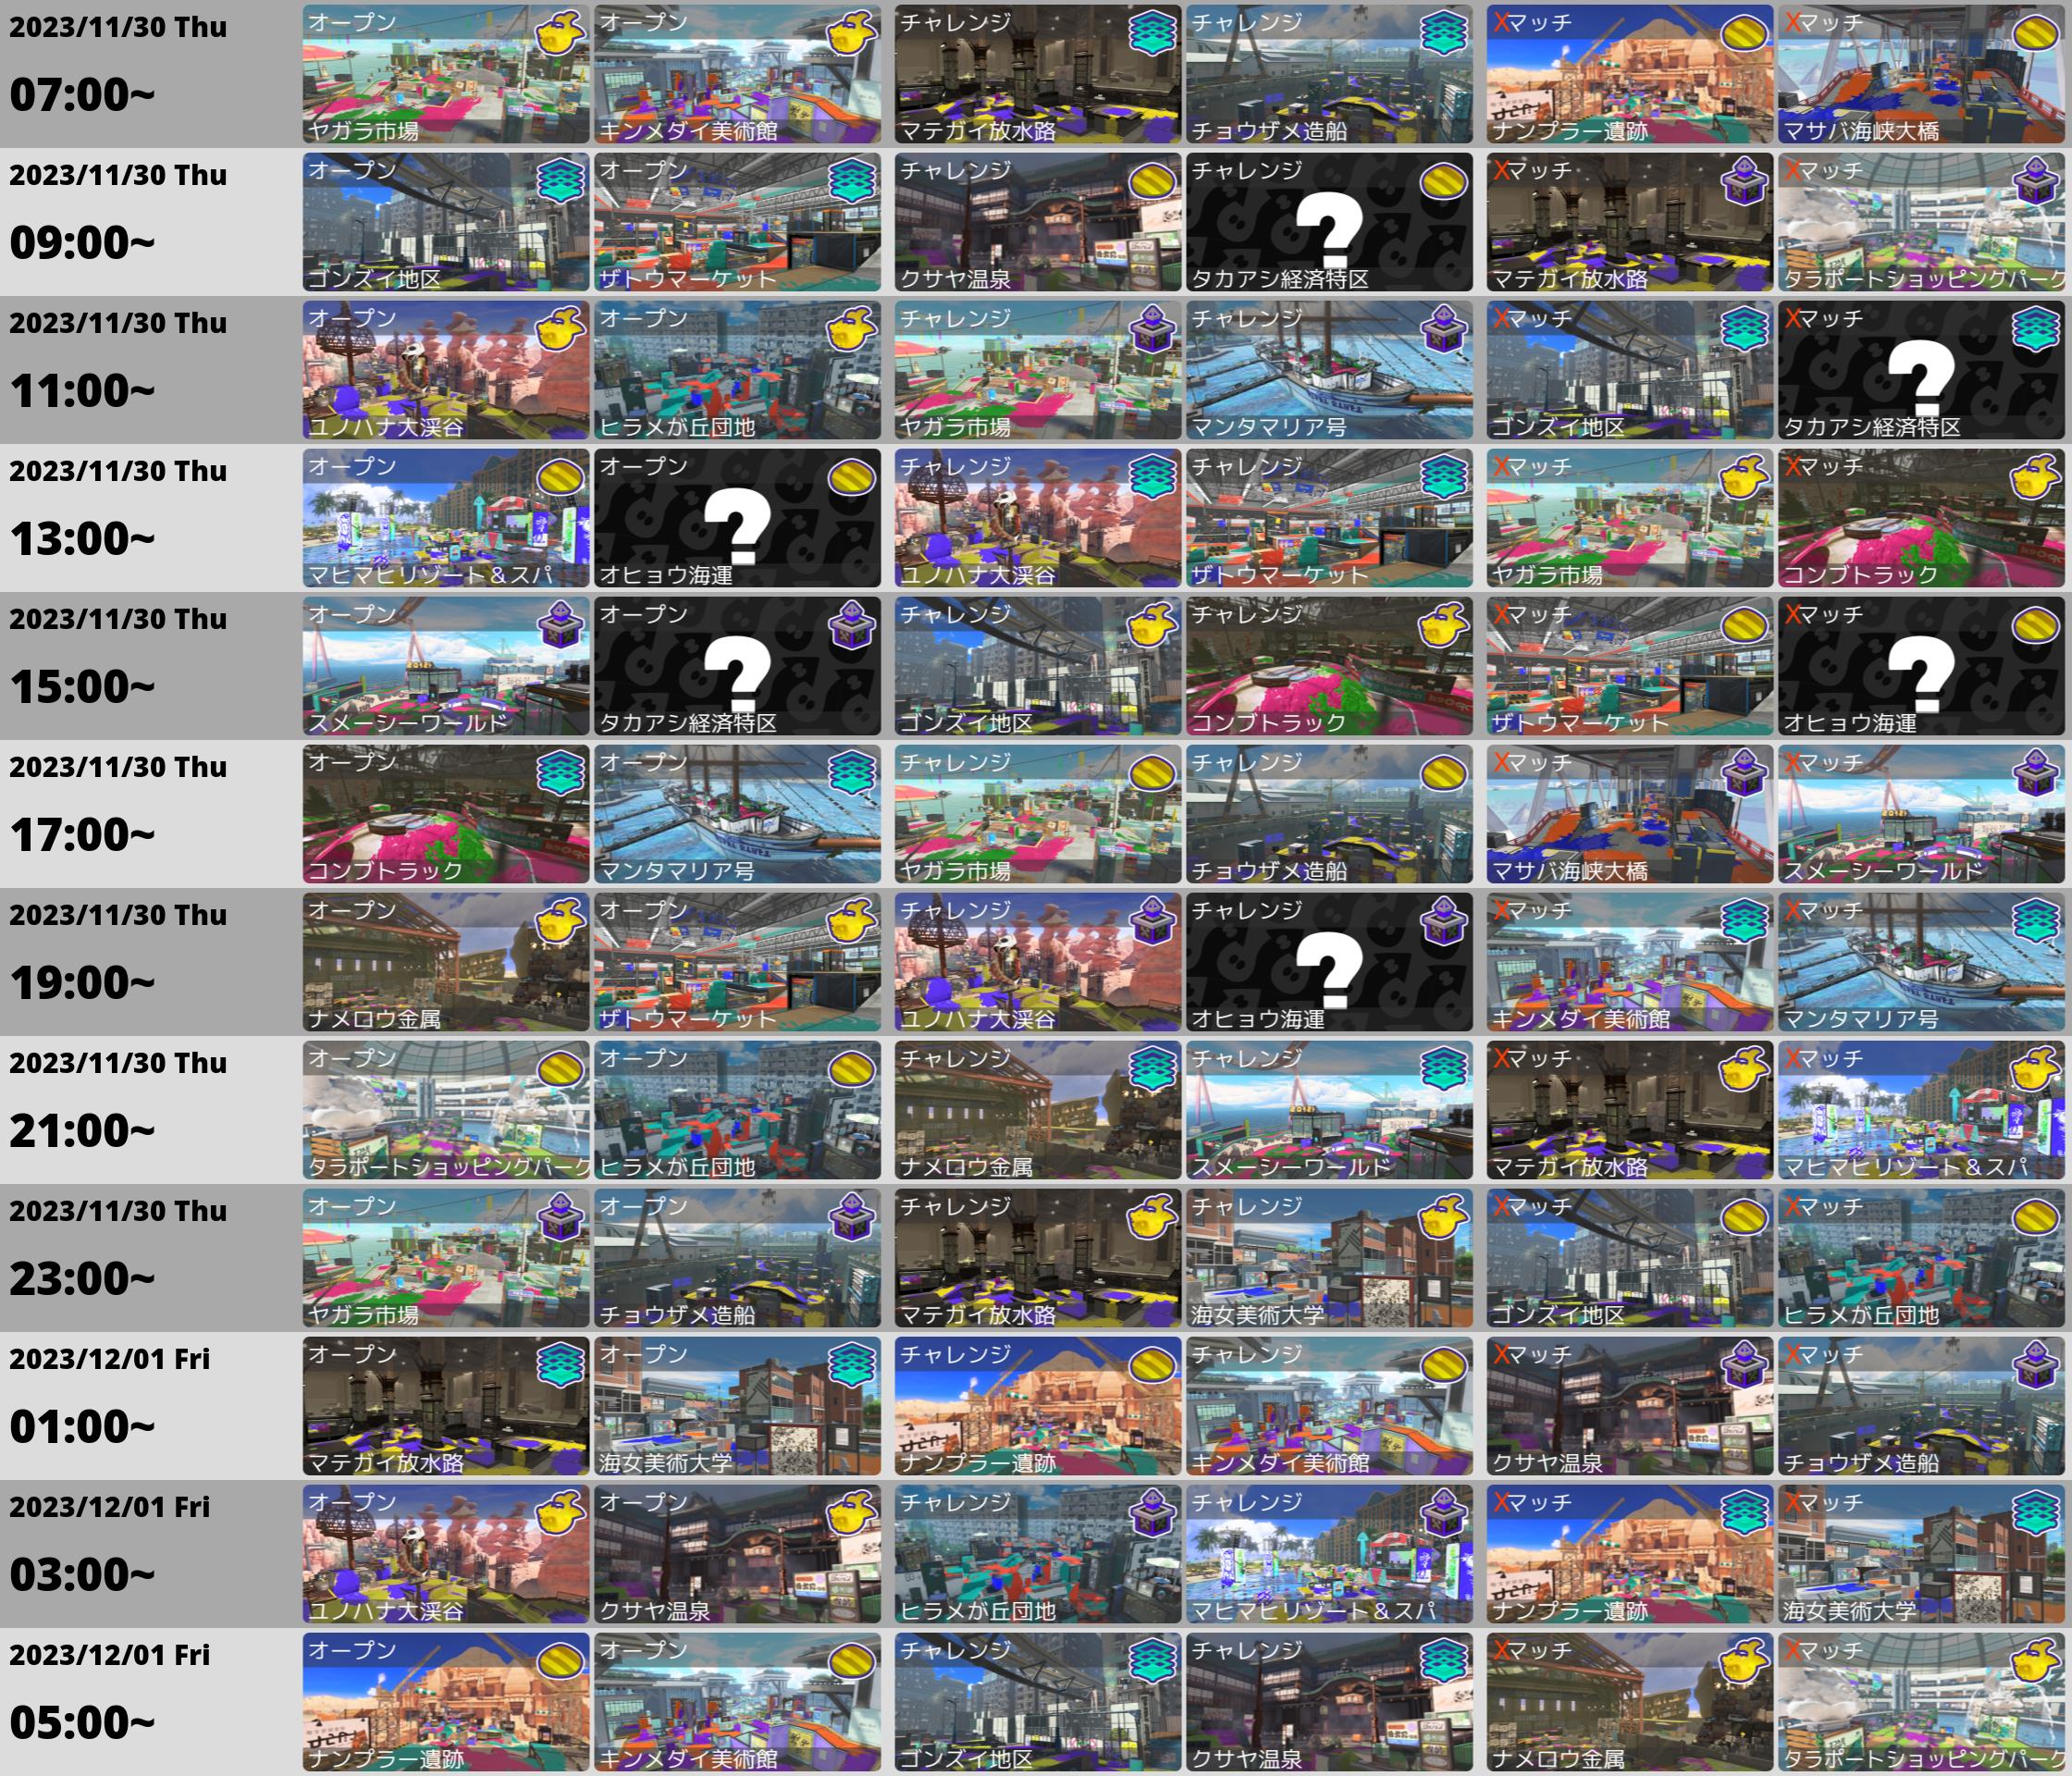 2023/11/30 Thu
07:00~
オープン
ヤガラ市場
オープン
キンメダイ美術館
チャレンジ
マテガイ放水路
チャレンジ
チョウザメ造船
Xマッチ
ナンプラー遺跡
Xマッチ
マサバ海峡大橋
2023/11/30 Thu
09:00~
オープン
ゴンズイ地区
オープン
ザトウマーケット
チャレンジ
クサヤ温泉
チャレンジ
?
タカアシ経済特区
Xマッチ
マテガイ放水路
Xマッチ
タラポートショッピングパーク
2023/11/30 Thu
11:00~
オープン
ユノハナ大渓谷
オープン
ヒラメが丘団地
チャレンジ
ヤガラ市場
チャレンジ
マンタマリア号
Xマッチ
ゴンズイ地区
Xマッチ
?
タカアシ経済特区
2023/11/30 Thu
13:00~
オープン
マヒマヒリゾート&スパ
オープン
?
オヒョウ海運
チャレンジ
ユノハナ大渓谷
チャレンジ
ザトウマーケット
Xマッチ
ヤガラ市場
Xマッチ
コンブトラック
2023/11/30 Thu
15:00~
オープン
スメーシーワールド
オープン
?
タカアシ経済特区
チャレンジ
ゴンズイ地区
チャレンジ
コンブトラック
Xマッチ
ザトウマーケット
Xマッチ
?
オヒョウ海運
2023/11/30 Thu
17:00~
オープン
コンブトラック
オープン
マンタマリア号
チャレンジ
ヤガラ市場
チャレンジ
チョウザメ造船
Xマッチ
マサバ海峡大橋
Xマッチ
スメーシーワールド
2023/11/30 Thu
19:00~
オープン
ナメロウ金属
オープン
ザトウマーケット
チャレンジ
ユノハナ大渓谷
チャレンジ
?
オヒョウ海運
Xマッチ
キンメダイ美術館
Xマッチ
マンタマリア号
2023/11/30 Thu
21:00~
オープン
タラポートショッピングパーク
オープン
ヒラメが丘団地
チャレンジ
ナメロウ金属
チャレンジ
スメーシーワールド
Xマッチ
マテガイ放水路
Xマッチ
マヒマヒリゾート&スパ
2023/11/30 Thu
23:00~
オープン
ヤガラ市場
オープン
チョウザメ造船
チャレンジ
マテガイ放水路
チャレンジ
海女美術大学
Xマッチ
ゴンズイ地区
Xマッチ
ヒラメが丘団地
2023/12/01 Fri
01:00~
オープン
マテガイ放水路
オープン
海女美術大学
チャレンジ
ナンプラー遺跡
チャレンジ
キンメダイ美術館
Xマッチ
クサヤ温泉
Xマッチ
チョウザメ造船
2023/12/01 Fri
03:00~
オープン
ユノハナ大渓谷
オープン
クサヤ温泉
チャレンジ
ヒラメが丘団地
チャレンジ
マヒマヒリゾート&スパ
Xマッチ
ナンプラー遺跡
Xマッチ
海女美術大学
2023/12/01 Fri
05:00~
オープン
ナンプラー遺跡
オープン
キンメダイ美術館
チャレンジ
ゴンズイ地区
チャレンジ
クサヤ温泉
Xマッチ
ナメロウ金属
Xマッチ
タラポートショッピングパーク